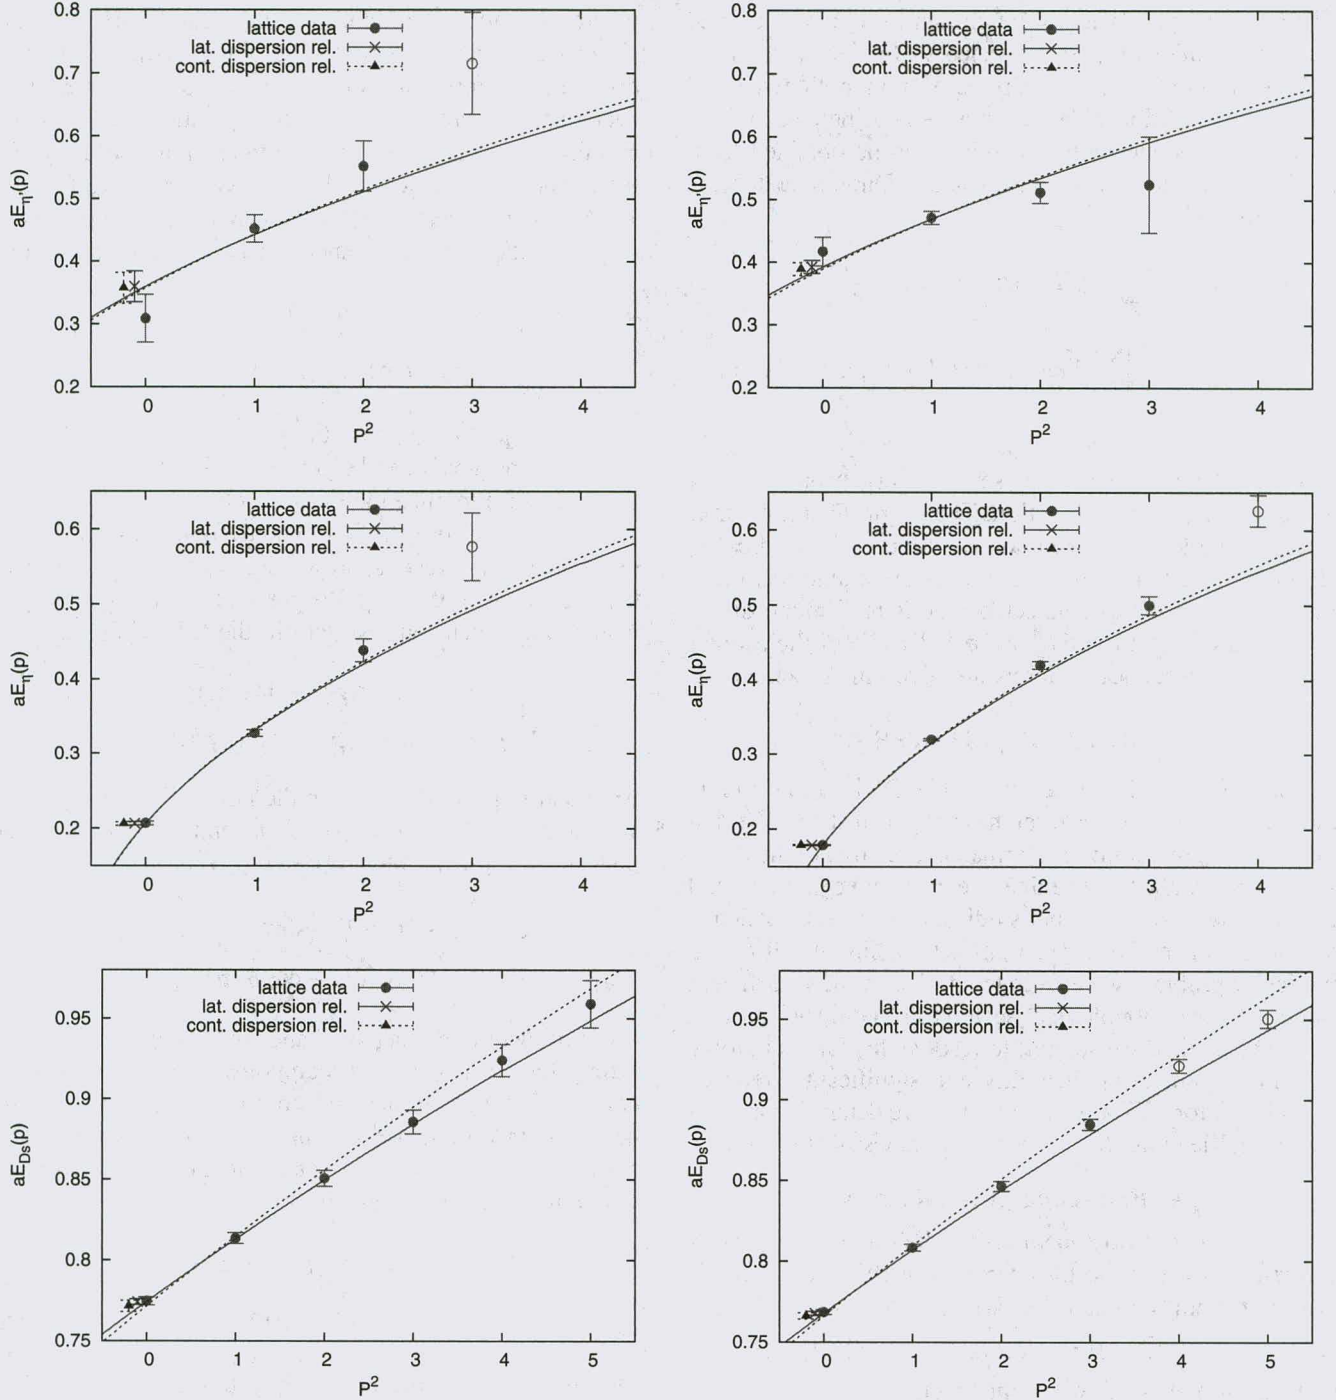 lattice data
lat. dispersion rel.
cont. dispersion rel.
0.8
0.7
0.6
0.5
0.4
0.3
0.2
aEη'(p)
0 1 2 3 4
P²
lattice data
lat. dispersion rel.
cont. dispersion rel.
0.8
0.7
0.6
0.5
0.4
0.3
0.2
aEη'(p)
0 1 2 3 4
P²
lattice data
lat. dispersion rel.
cont. dispersion rel.
0.6
0.5
0.4
0.3
0.2
aEη(p)
0 1 2 3 4
P²
lattice data
lat. dispersion rel.
cont. dispersion rel.
0.6
0.5
0.4
0.3
0.2
aEη(p)
0 1 2 3 4
P²
lattice data
lat. dispersion rel.
cont. dispersion rel.
0.95
0.9
0.85
0.8
0.75
aEDs(p)
0 1 2 3 4 5
P²
lattice data
lat. dispersion rel.
cont. dispersion rel.
0.95
0.9
0.85
0.8
0.75
aEDs(p)
0 1 2 3 4 5
P²